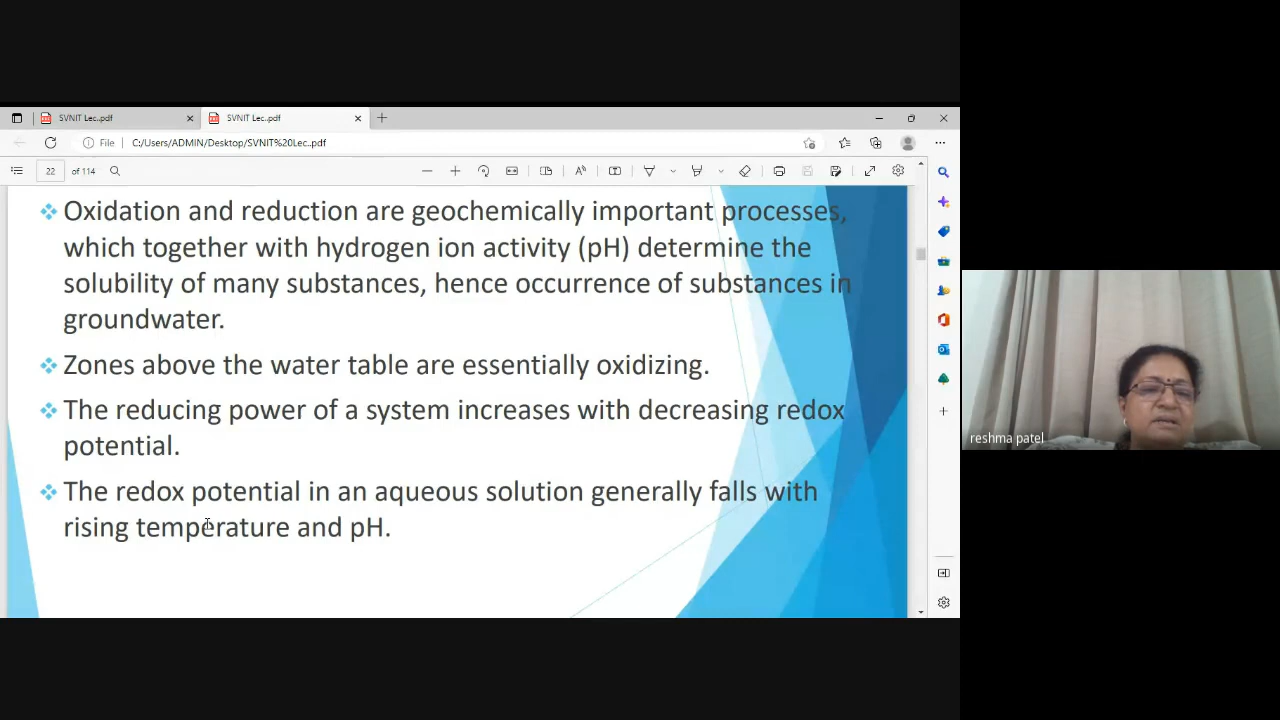 SVNIT Lec..pdf
SVNIT Lec..pdf
File
C:/Users/ADMIN/Desktop/SVNIT%20Lec..pdf
22 of 114
Oxidation and reduction are geochemically important processes,
which together with hydrogen ion activity (pH) determine the
solubility of many substances, hence occurrence of substances in
groundwater.
Zones above the water table are essentially oxidizing.
The reducing power of a system increases with decreasing redox
potential.
The redox potential in an aqueous solution generally falls with
rising temperature and pH.
reshma patel